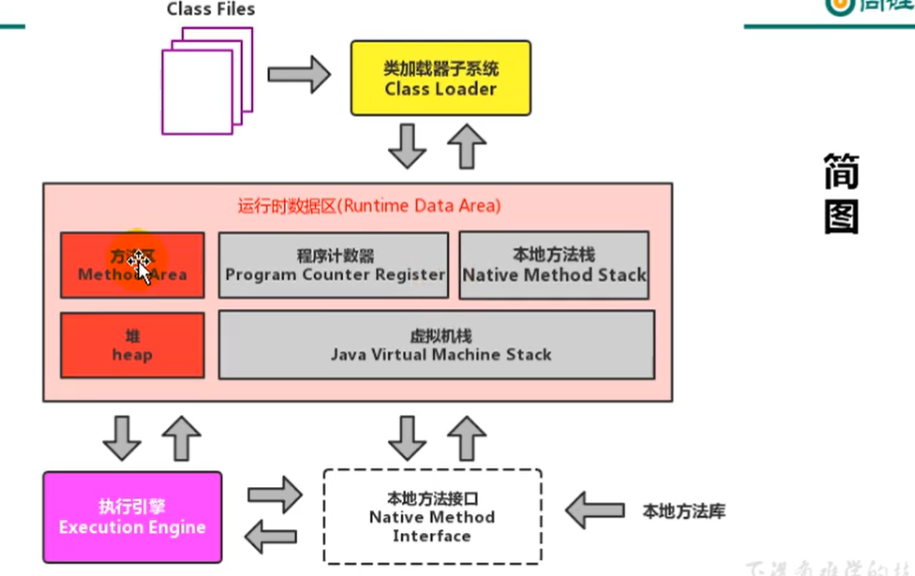 Class Files
类加载器子系统
Class Loader
简
图
运行时数据区(Runtime Data Area)
方法区
Method Area
程序计数器
Program Counter Register
本地方法栈
Native Method Stack
堆
heap
虚拟机栈
Java Virtual Machine Stack
执行引擎
Execution Engine
本地方法接口
Native Method
Interface
本地方法库